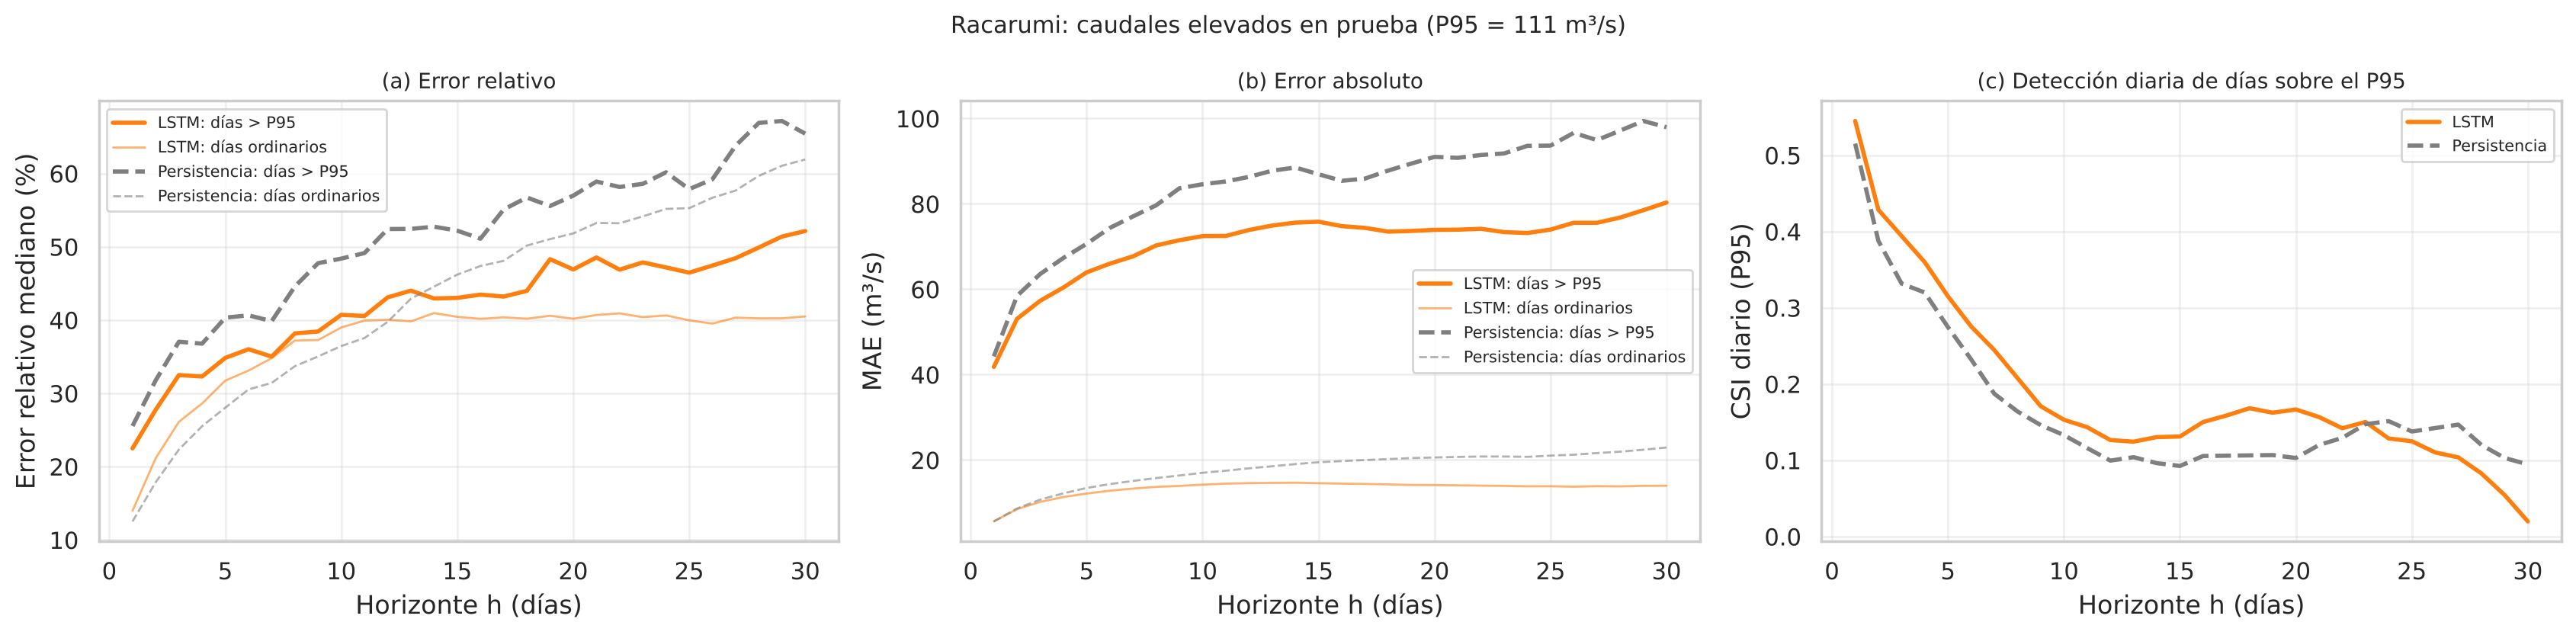 Racarumi: caudales elevados en prueba (P95 = 111 m³/s)
(a) Error relativo
Error relativo mediano (%)
60
50
40
30
20
10
LSTM: días > P95
LSTM: días ordinarios
Persistencia: días > P95
Persistencia: días ordinarios
0 5 10 15 20 25 30
Horizonte h (días)
(b) Error absoluto
MAE (m³/s)
100
80
60
40
20
LSTM: días > P95
LSTM: días ordinarios
Persistencia: días > P95
Persistencia: días ordinarios
0 5 10 15 20 25 30
Horizonte h (días)
(c) Detección diaria de días sobre el P95
CSI diario (P95)
0.5
0.4
0.3
0.2
0.1
0.0
LSTM
Persistencia
0 5 10 15 20 25 30
Horizonte h (días)